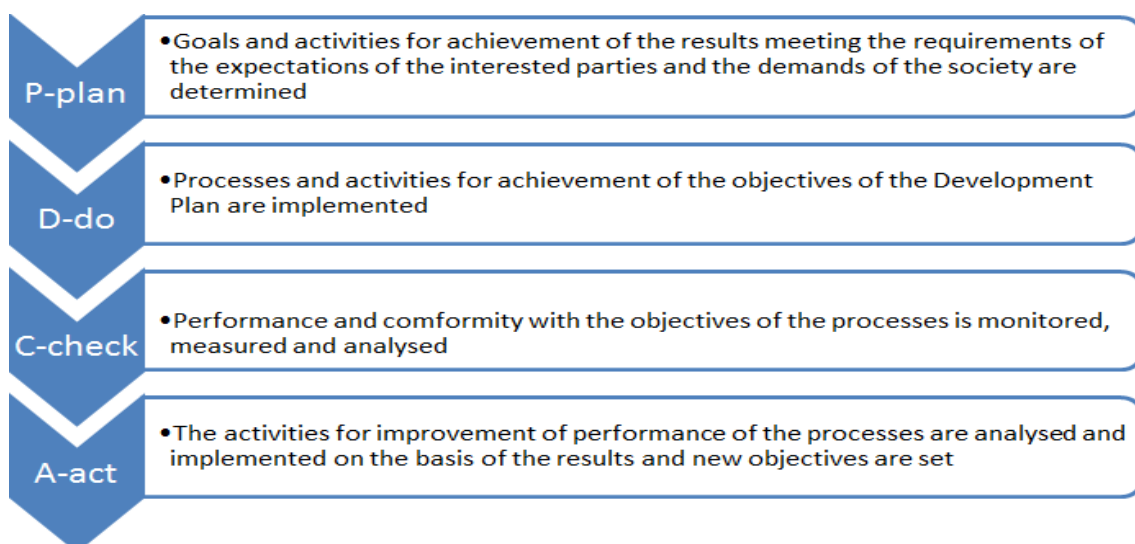 P-plan
•Goals and activities for achievement of the results meeting the requirements of
the expectations of the interested parties and the demands of the society are
determined
D-do
•Processes and activities for achievement of the objectives of the Development
Plan are implemented
C-check
•Performance and comformity with the objectives of the processes is monitored,
measured and analysed
A-act
•The activities for improvement of performance of the processes are analysed and
implemented on the basis of the results and new objectives are set